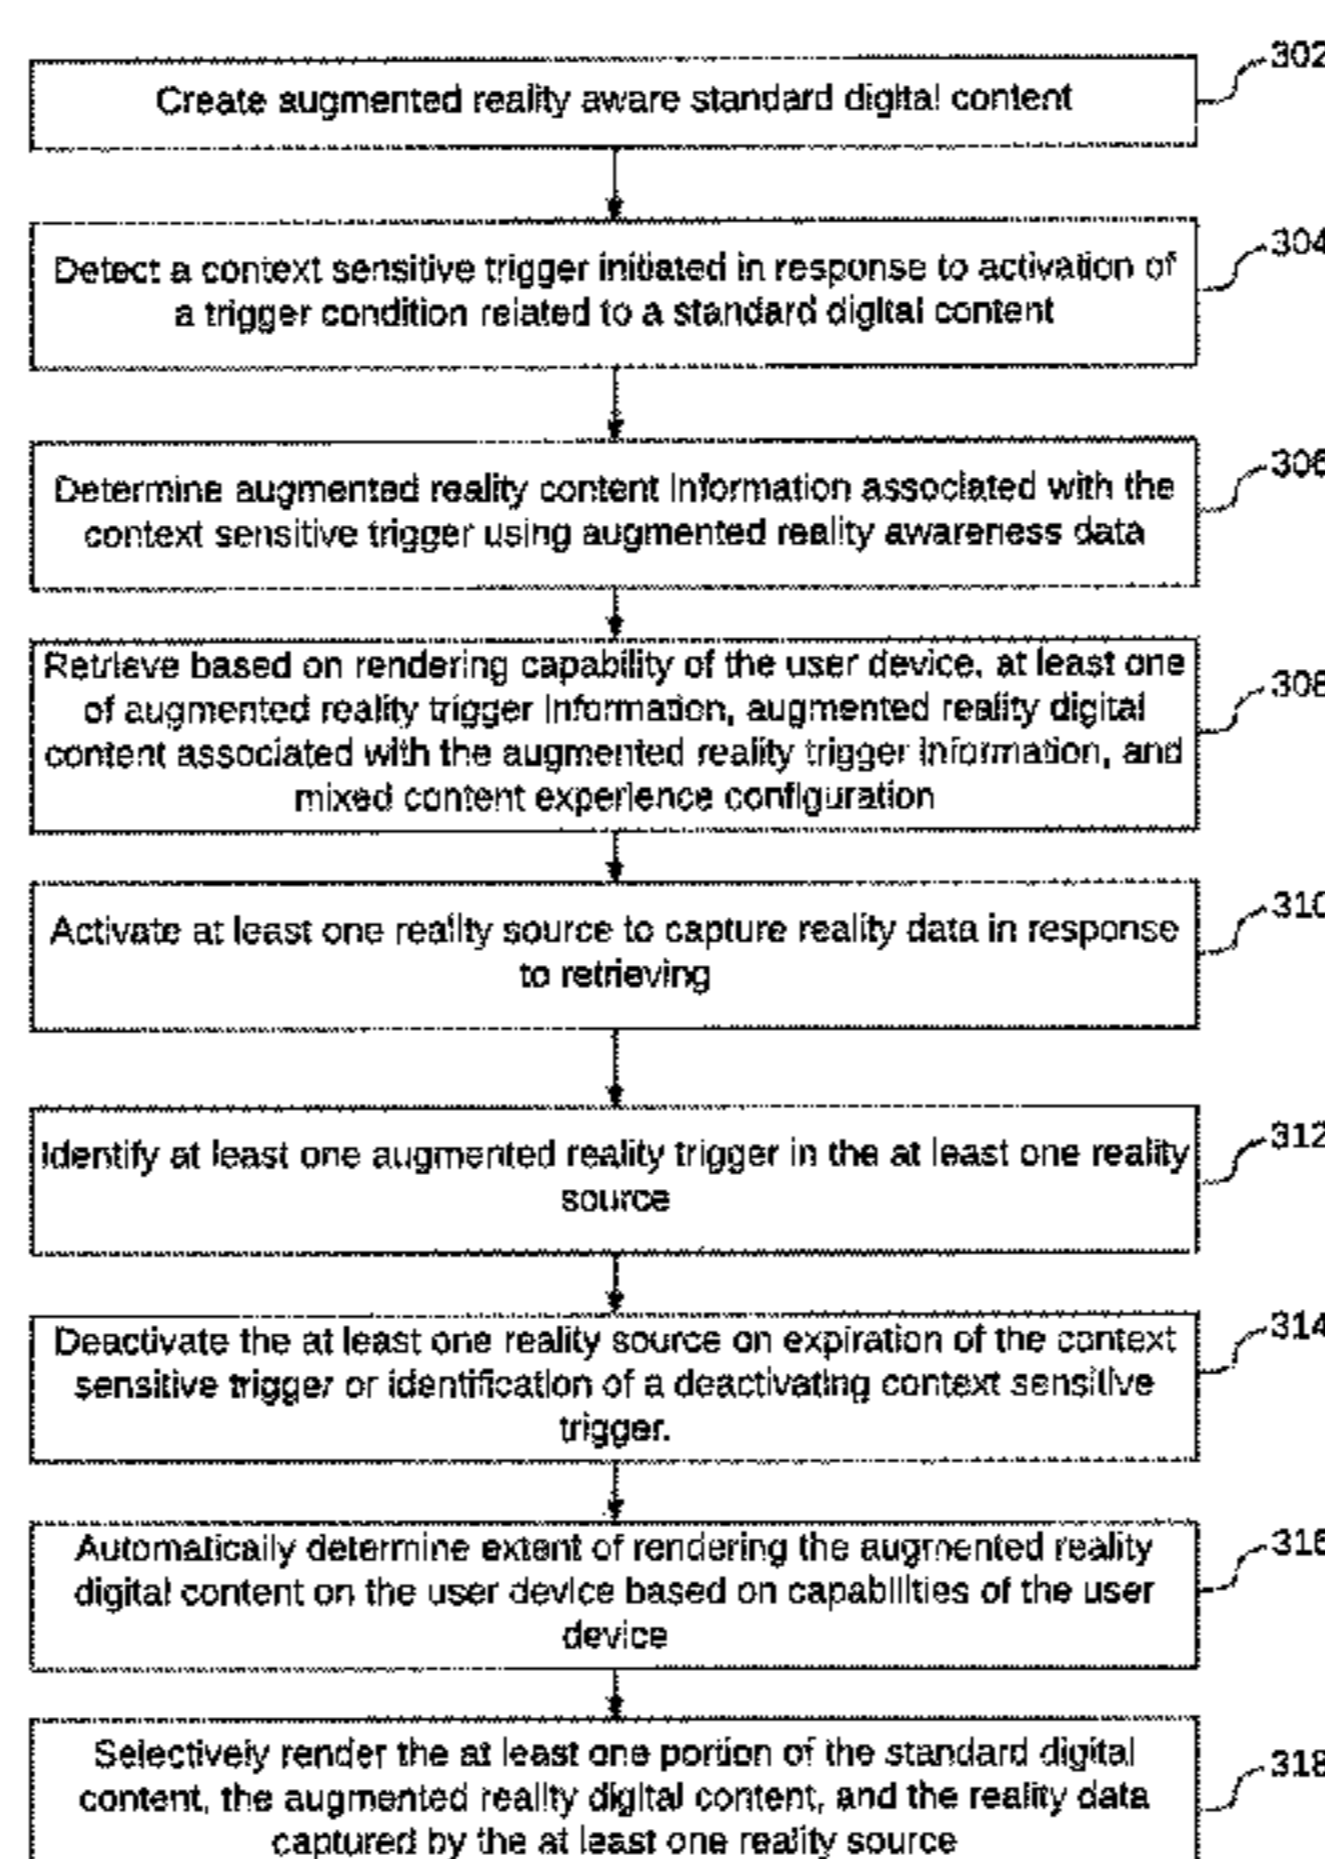 302
Create augmented reality aware standard digital content
304
Detect a context sensitive trigger initiated in response to activation of
a trigger condition related to a standard digital content
306
Determine augmented reality content information associated with the
context sensitive trigger using augmented reality awareness data
308
Retrieve based on rendering capability of the user device, at least one
of augmented reality trigger information, augmented reality digital
content associated with the augmented reality trigger information, and
mixed content experience configuration
310
Activate at least one reality source to capture reality data in response
to retrieving
312
Identify at least one augmented reality trigger in the at least one reality
source
314
Deactivate the at least one reality source on expiration of the context
sensitive trigger or identification of a deactivating context sensitive
trigger.
316
Automatically determine extent of rendering the augmented reality
digital content on the user device based on capabilities of the user
device
318
Selectively render the at least one portion of the standard digital
content, the augmented reality digital content, and the reality data
captured by the at least one reality source